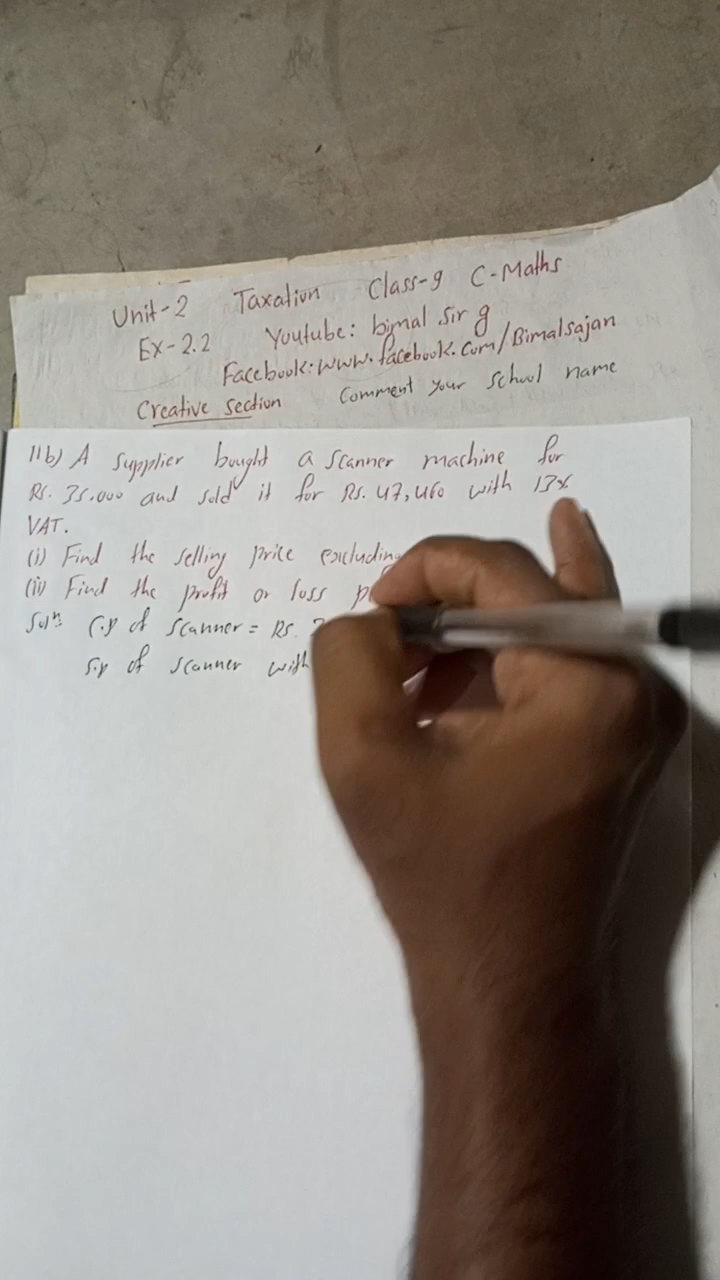 Unit-2 Taxation Class-9 C-Maths
Ex-2.2 Youtube: bimal sir g
Facebook: www.facebook.com/Bimalsajan
Creative section Comment your school name
11b) A supplier bought a scanner machine for
Rs. 35,000 and sold it for Rs. 47,460 with 13%
VAT.
(i) Find the selling price excluding
(ii) Find the profit or loss
Solⁿ: C.p of scanner = Rs.
S.p of scanner with